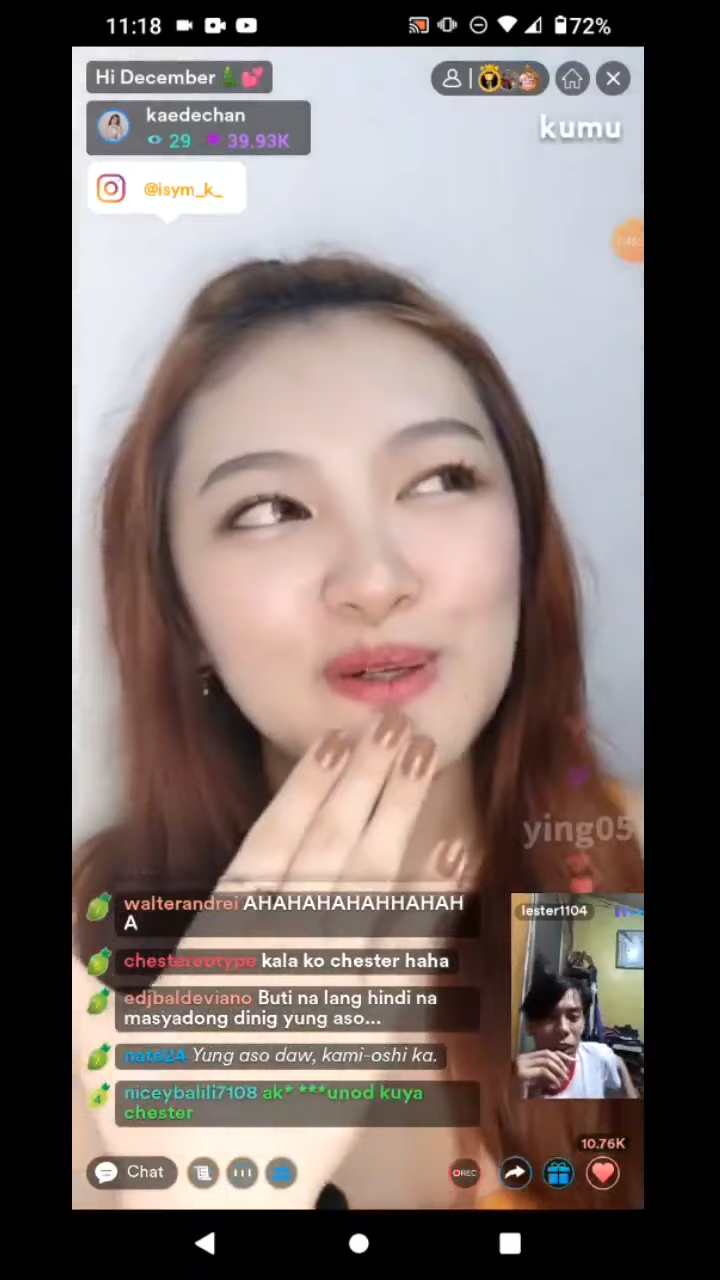 11:18
72%
Hi December
kaedechan
29 39.93K
kumu
@isym_k_
ying05
walterandrei AHAHAHAHAHHAHAH
A
lester1104
chestereotype kala ko chester haha
edjbaldeviano Buti na lang hindi na
masyadong dinig yung aso...
nate24 Yung aso daw, kami-oshi ka.
4
niceybalili7108 ak* ***unod kuya
chester
10.76K
Chat
REC